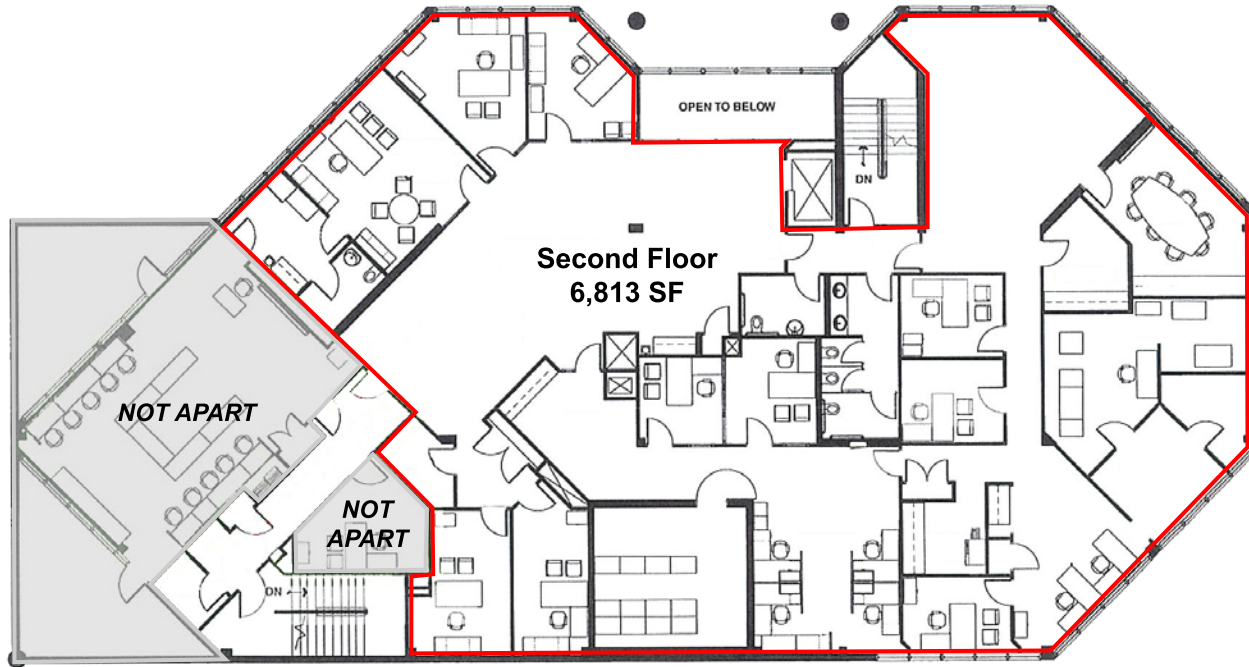 OPEN TO BELOW
DN
Second Floor
6,813 SF
NOT APART
NOT
APART
DN